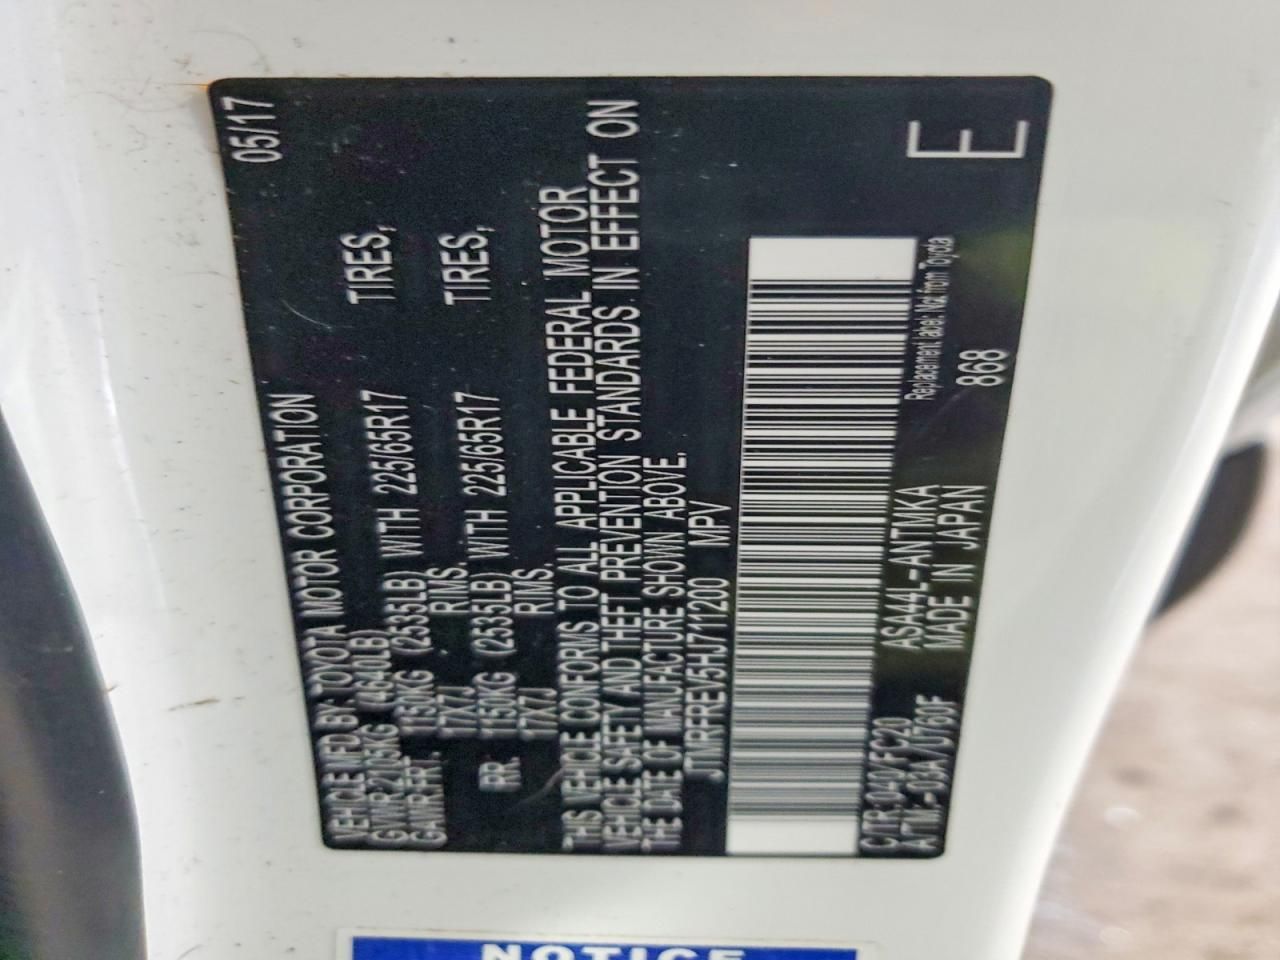 05/17
VEHICLE MFD BY: TOYOTA MOTOR CORPORATION
GVWR 2105KG (4640LB)
GAWR FRT. 1150KG (2535LB) WITH 225/65R17 TIRES,
17X7J RIMS.
RR. 1150KG (2535LB) WITH 225/65R17 TIRES,
17X7J RIMS.
THIS VEHICLE CONFORMS TO ALL APPLICABLE FEDERAL MOTOR
VEHICLE SAFETY AND THEFT PREVENTION STANDARDS IN EFFECT ON
THE DATE OF MANUFACTURE SHOWN ABOVE.
JTMRFREV5HJ711200 MPV
Replacement label: Not from Toyota
C/TR:040/FC20 ASA44L-ANTMKA 868
A/TM:-03A/U760F MADE IN JAPAN
E
NOTICE